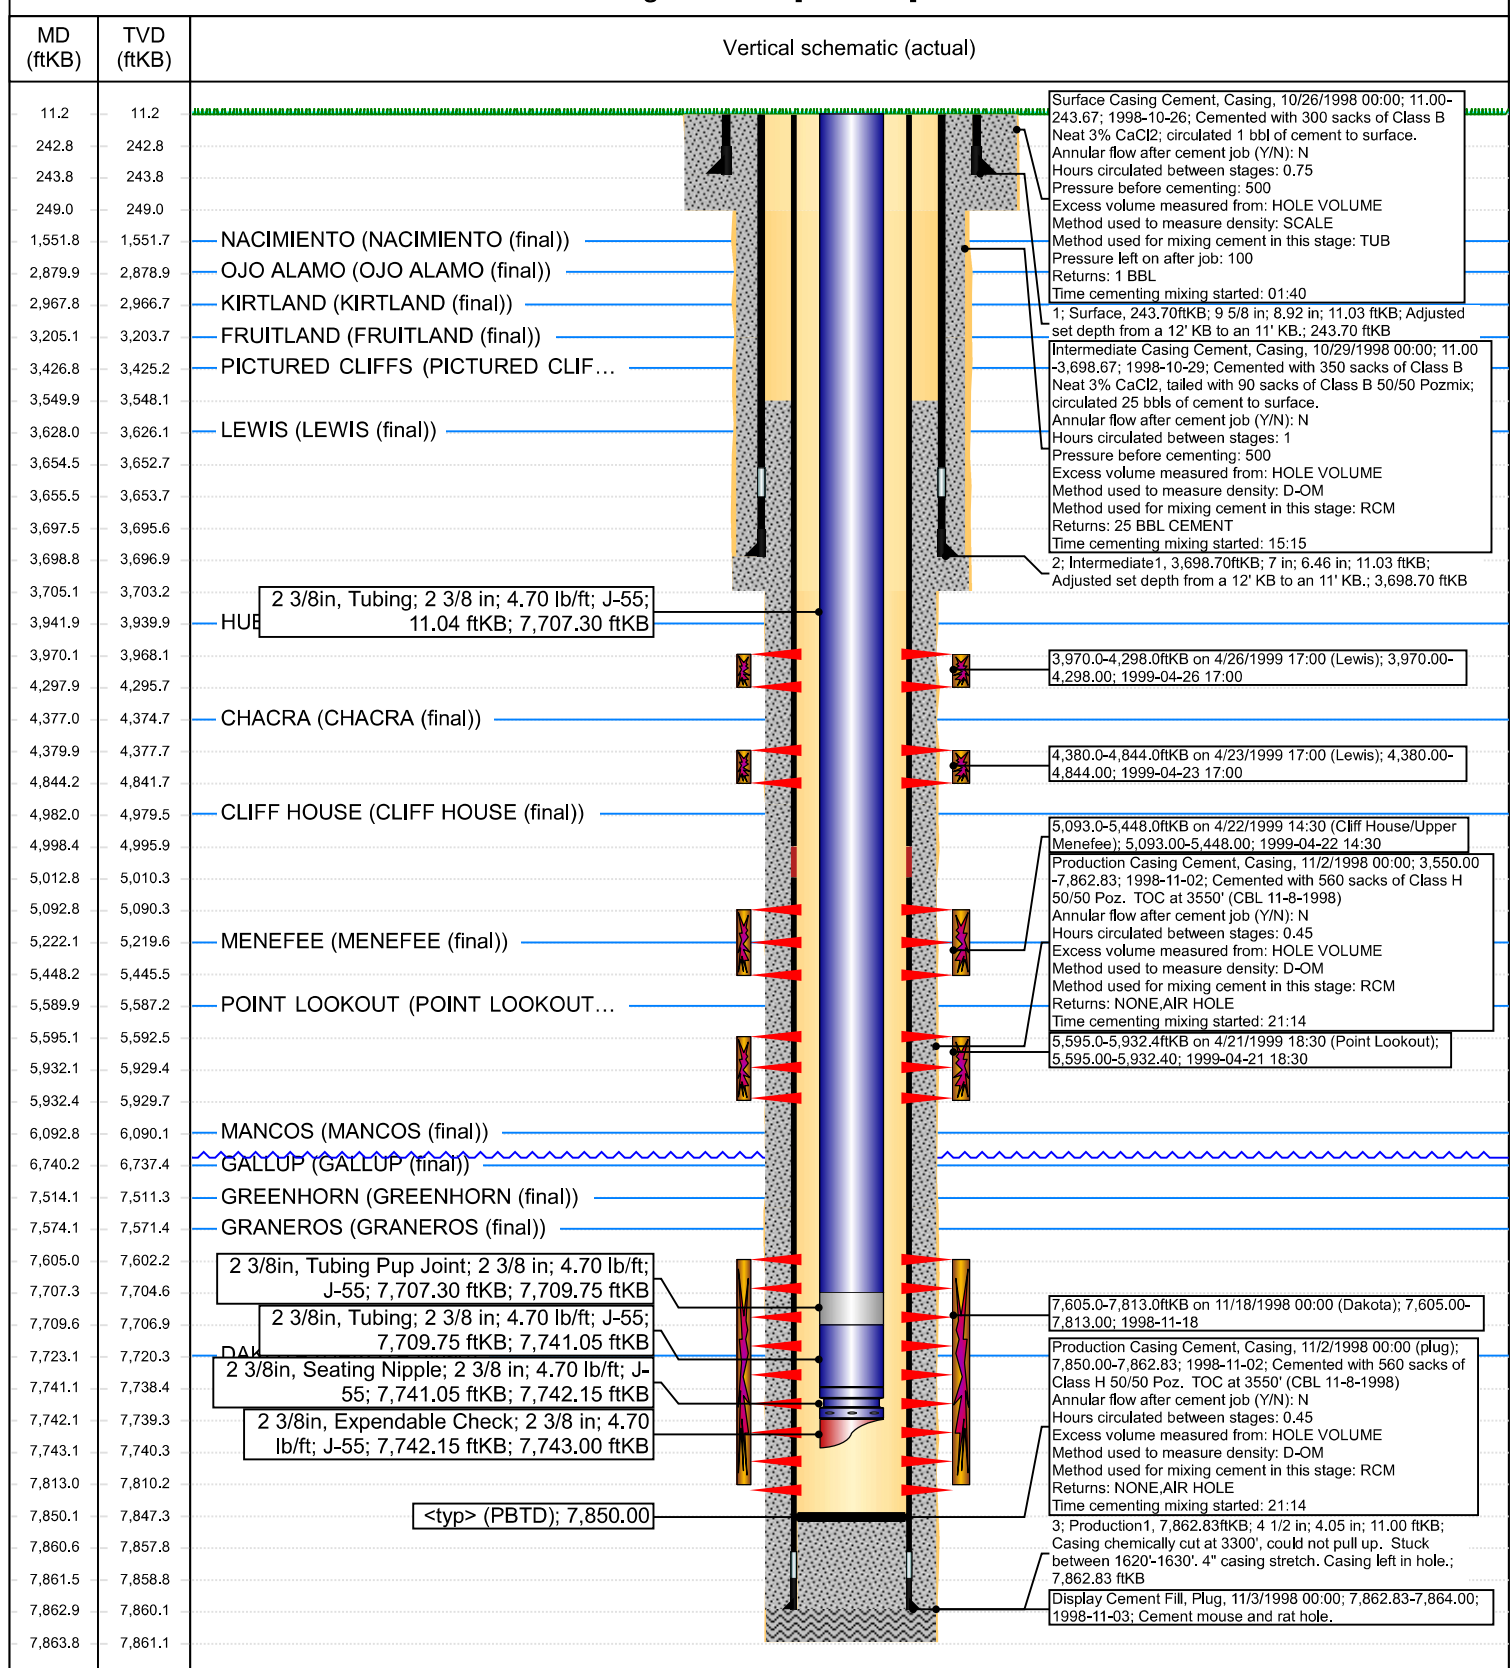 MD
(ftKB)
TVD
(ftKB)
Vertical schematic (actual)
11.2 11.2
242.8 242.8
243.8 243.8
249.0 249.0
1,551.8 1,551.7
2,879.9 2,878.9
2,967.8 2,966.7
3,205.1 3,203.7
3,426.8 3,425.2
3,549.9 3,548.1
3,628.0 3,626.1
3,654.5 3,652.7
3,655.5 3,653.7
3,697.5 3,695.6
3,698.8 3,696.9
3,705.1 3,703.2
3,941.9 3,939.9
3,970.1 3,968.1
4,297.9 4,295.7
4,377.0 4,374.7
4,379.9 4,377.7
4,844.2 4,841.7
4,982.0 4,979.5
4,998.4 4,995.9
5,012.8 5,010.3
5,092.8 5,090.3
5,222.1 5,219.6
5,448.2 5,445.5
5,589.9 5,587.2
5,595.1 5,592.5
5,932.1 5,929.4
5,932.4 5,929.7
6,092.8 6,090.1
6,740.2 6,737.4
7,514.1 7,511.3
7,574.1 7,571.4
7,605.0 7,602.2
7,707.3 7,704.6
7,709.6 7,706.9
7,723.1 7,720.3
7,741.1 7,738.4
7,742.1 7,739.3
7,743.1 7,740.3
7,813.0 7,810.2
7,850.1 7,847.3
7,860.6 7,857.8
7,861.5 7,858.8
7,862.9 7,860.1
7,863.8 7,861.1
NACIMIENTO (NACIMIENTO (final))
OJO ALAMO (OJO ALAMO (final))
KIRTLAND (KIRTLAND (final))
FRUITLAND (FRUITLAND (final))
PICTURED CLIFFS (PICTURED CLIF...
LEWIS (LEWIS (final))
2 3/8in, Tubing; 2 3/8 in; 4.70 lb/ft; J-55;
11.04 ftKB; 7,707.30 ftKB
CHACRA (CHACRA (final))
CLIFF HOUSE (CLIFF HOUSE (final))
MENEFEE (MENEFEE (final))
POINT LOOKOUT (POINT LOOKOUT...
MANCOS (MANCOS (final))
GALLUP (GALLUP (final))
GREENHORN (GREENHORN (final))
GRANEROS (GRANEROS (final))
2 3/8in, Tubing Pup Joint; 2 3/8 in; 4.70 lb/ft;
J-55; 7,707.30 ftKB; 7,709.75 ftKB
2 3/8in, Tubing; 2 3/8 in; 4.70 lb/ft; J-55;
7,709.75 ftKB; 7,741.05 ftKB
2 3/8in, Seating Nipple; 2 3/8 in; 4.70 lb/ft; J-
55; 7,741.05 ftKB; 7,742.15 ftKB
2 3/8in, Expendable Check; 2 3/8 in; 4.70
lb/ft; J-55; 7,742.15 ftKB; 7,743.00 ftKB
<typ> (PBTD); 7,850.00
Surface Casing Cement, Casing, 10/26/1998 00:00; 11.00-
243.67; 1998-10-26; Cemented with 300 sacks of Class B
Neat 3% CaCl2; circulated 1 bbl of cement to surface.
Annular flow after cement job (Y/N): N
Hours circulated between stages: 0.75
Pressure before cementing: 500
Excess volume measured from: HOLE VOLUME
Method used to measure density: SCALE
Method used for mixing cement in this stage: TUB
Pressure left on after job: 100
Returns: 1 BBL
Time cementing mixing started: 01:40
1; Surface, 243.70ftKB; 9 5/8 in; 8.92 in; 11.03 ftKB; Adjusted
set depth from a 12' KB to an 11' KB.; 243.70 ftKB
Intermediate Casing Cement, Casing, 10/29/1998 00:00; 11.00
-3,698.67; 1998-10-29; Cemented with 350 sacks of Class B
Neat 3% CaCl2, tailed with 90 sacks of Class B 50/50 Pozmix;
circulated 25 bbls of cement to surface.
Annular flow after cement job (Y/N): N
Hours circulated between stages: 1
Pressure before cementing: 500
Excess volume measured from: HOLE VOLUME
Method used to measure density: D-OM
Method used for mixing cement in this stage: RCM
Returns: 25 BBL CEMENT
Time cementing mixing started: 15:15
2; Intermediate1, 3,698.70ftKB; 7 in; 6.46 in; 11.03 ftKB;
Adjusted set depth from a 12' KB to an 11' KB.; 3,698.70 ftKB
3,970.0-4,298.0ftKB on 4/26/1999 17:00 (Lewis); 3,970.00-
4,298.00; 1999-04-26 17:00
4,380.0-4,844.0ftKB on 4/23/1999 17:00 (Lewis); 4,380.00-
4,844.00; 1999-04-23 17:00
5,093.0-5,448.0ftKB on 4/22/1999 14:30 (Cliff House/Upper
Menefee); 5,093.00-5,448.00; 1999-04-22 14:30
Production Casing Cement, Casing, 11/2/1998 00:00; 3,550.00
-7,862.83; 1998-11-02; Cemented with 560 sacks of Class H
50/50 Poz. TOC at 3550' (CBL 11-8-1998)
Annular flow after cement job (Y/N): N
Hours circulated between stages: 0.45
Excess volume measured from: HOLE VOLUME
Method used to measure density: D-OM
Method used for mixing cement in this stage: RCM
Returns: NONE,AIR HOLE
Time cementing mixing started: 21:14
5,595.0-5,932.4ftKB on 4/21/1999 18:30 (Point Lookout);
5,595.00-5,932.40; 1999-04-21 18:30
7,605.0-7,813.0ftKB on 11/18/1998 00:00 (Dakota); 7,605.00-
7,813.00; 1998-11-18
Production Casing Cement, Casing, 11/2/1998 00:00 (plug);
7,850.00-7,862.83; 1998-11-02; Cemented with 560 sacks of
Class H 50/50 Poz. TOC at 3550' (CBL 11-8-1998)
Annular flow after cement job (Y/N): N
Hours circulated between stages: 0.45
Excess volume measured from: HOLE VOLUME
Method used to measure density: D-OM
Method used for mixing cement in this stage: RCM
Returns: NONE,AIR HOLE
Time cementing mixing started: 21:14
3; Production1, 7,862.83ftKB; 4 1/2 in; 4.05 in; 11.00 ftKB;
Casing chemically cut at 3300', could not pull up. Stuck
between 1620'-1630'. 4" casing stretch. Casing left in hole.;
7,862.83 ftKB
Display Cement Fill, Plug, 11/3/1998 00:00; 7,862.83-7,864.00;
1998-11-03; Cement mouse and rat hole.